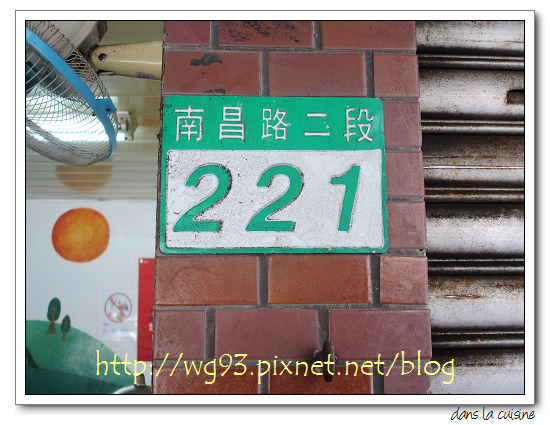 南昌路二段
221
http://wg93.pixnet.net/blog
dans la cuisine